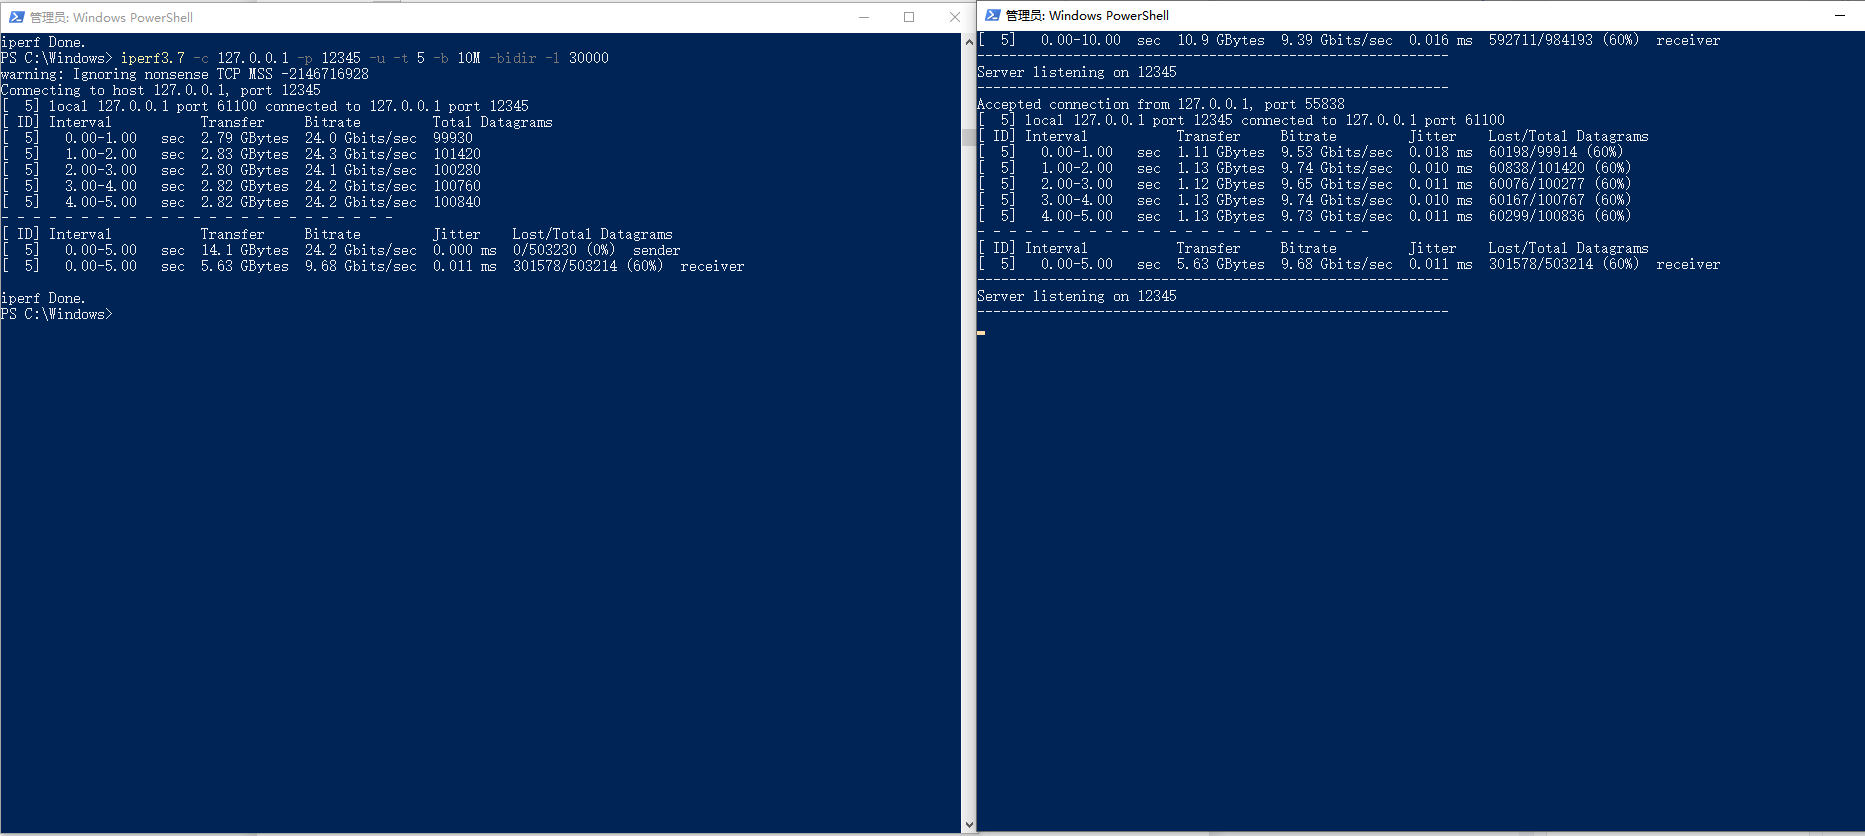 管理员: Windows PowerShell
iperf Done.
PS C:\Windows> iperf3.7 -c 127.0.0.1 -p 12345 -u -t 5 -b 10M -bidir -l 30000
warning: Ignoring nonsense TCP MSS -2146716928
Connecting to host 127.0.0.1, port 12345
[  5] local 127.0.0.1 port 61100 connected to 127.0.0.1 port 12345
[ ID] Interval           Transfer     Bitrate         Total Datagrams
[  5]   0.00-1.00   sec  2.79 GBytes  24.0 Gbits/sec  99930
[  5]   1.00-2.00   sec  2.83 GBytes  24.3 Gbits/sec  101420
[  5]   2.00-3.00   sec  2.80 GBytes  24.1 Gbits/sec  100280
[  5]   3.00-4.00   sec  2.82 GBytes  24.2 Gbits/sec  100760
[  5]   4.00-5.00   sec  2.82 GBytes  24.2 Gbits/sec  100840
- - - - - - - - - - - - - - - - - - - - - - - - -
[ ID] Interval           Transfer     Bitrate         Jitter    Lost/Total Datagrams
[  5]   0.00-5.00   sec  14.1 GBytes  24.2 Gbits/sec  0.000 ms  0/503230 (0%)  sender
[  5]   0.00-5.00   sec  5.63 GBytes  9.68 Gbits/sec  0.011 ms  301578/503214 (60%)  receiver
iperf Done.
PS C:\Windows>
管理员: Windows PowerShell
[  5]   0.00-10.00  sec  10.9 GBytes  9.39 Gbits/sec  0.016 ms  592711/984193 (60%)  receiver
-----------------------------------------------------------
Server listening on 12345
-----------------------------------------------------------
Accepted connection from 127.0.0.1, port 55838
[  5] local 127.0.0.1 port 12345 connected to 127.0.0.1 port 61100
[ ID] Interval           Transfer     Bitrate         Jitter    Lost/Total Datagrams
[  5]   0.00-1.00   sec  1.11 GBytes  9.53 Gbits/sec  0.018 ms  60198/99914 (60%)
[  5]   1.00-2.00   sec  1.13 GBytes  9.74 Gbits/sec  0.010 ms  60838/101420 (60%)
[  5]   2.00-3.00   sec  1.12 GBytes  9.65 Gbits/sec  0.011 ms  60076/100277 (60%)
[  5]   3.00-4.00   sec  1.13 GBytes  9.74 Gbits/sec  0.010 ms  60167/100767 (60%)
[  5]   4.00-5.00   sec  1.13 GBytes  9.73 Gbits/sec  0.011 ms  60299/100836 (60%)
- - - - - - - - - - - - - - - - - - - - - - - - -
[ ID] Interval           Transfer     Bitrate         Jitter    Lost/Total Datagrams
[  5]   0.00-5.00   sec  5.63 GBytes  9.68 Gbits/sec  0.011 ms  301578/503214 (60%)  receiver
-----------------------------------------------------------
Server listening on 12345
-----------------------------------------------------------